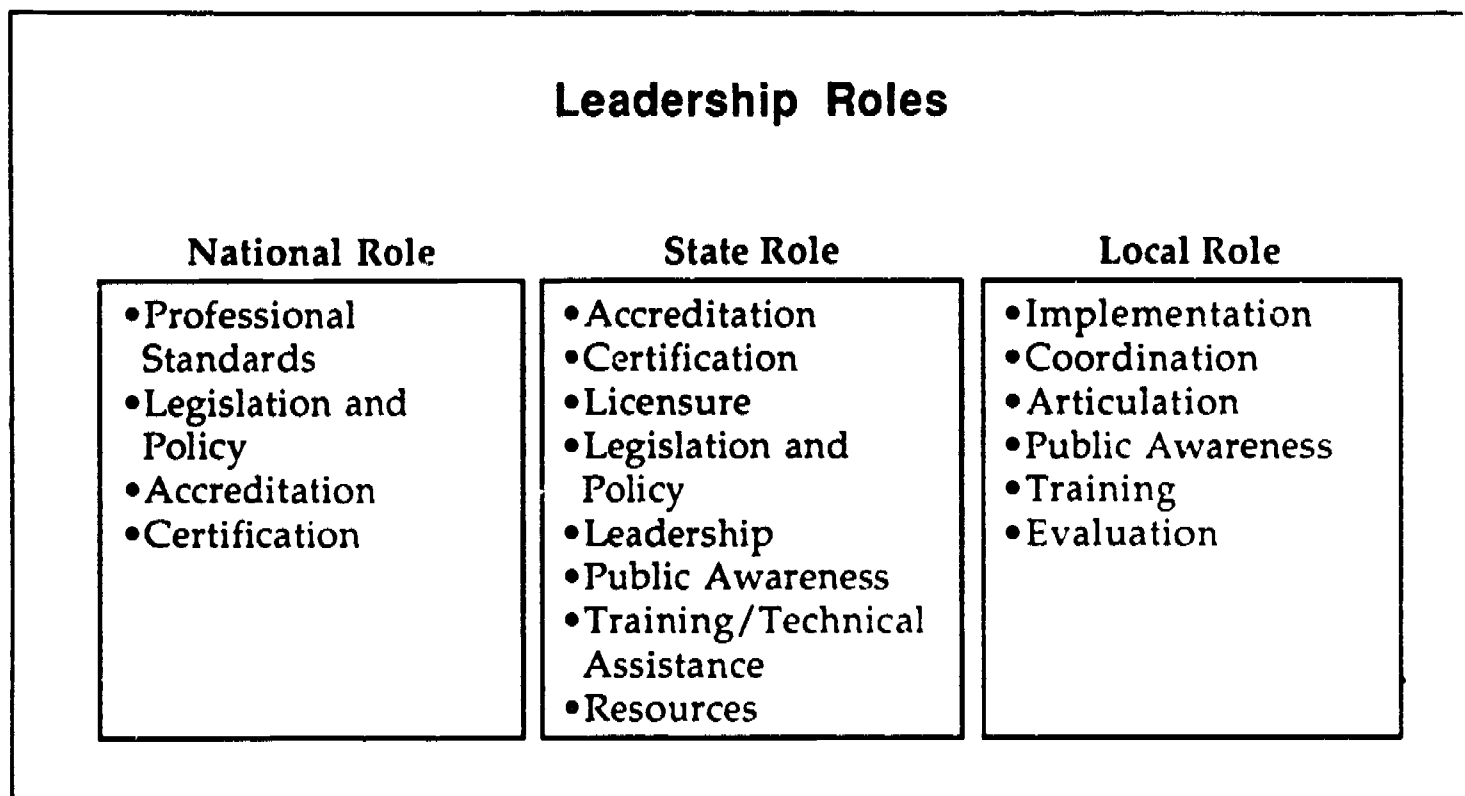 Leadership Roles
National Role
•Professional
Standards
•Legislation and
Policy
•Accreditation
•Certification
State Role
•Accreditation
•Certification
•Licensure
•Legislation and
Policy
•Leadership
•Public Awareness
•Training/Technical
Assistance
•Resources
Local Role
•Implementation
•Coordination
•Articulation
•Public Awareness
•Training
•Evaluation